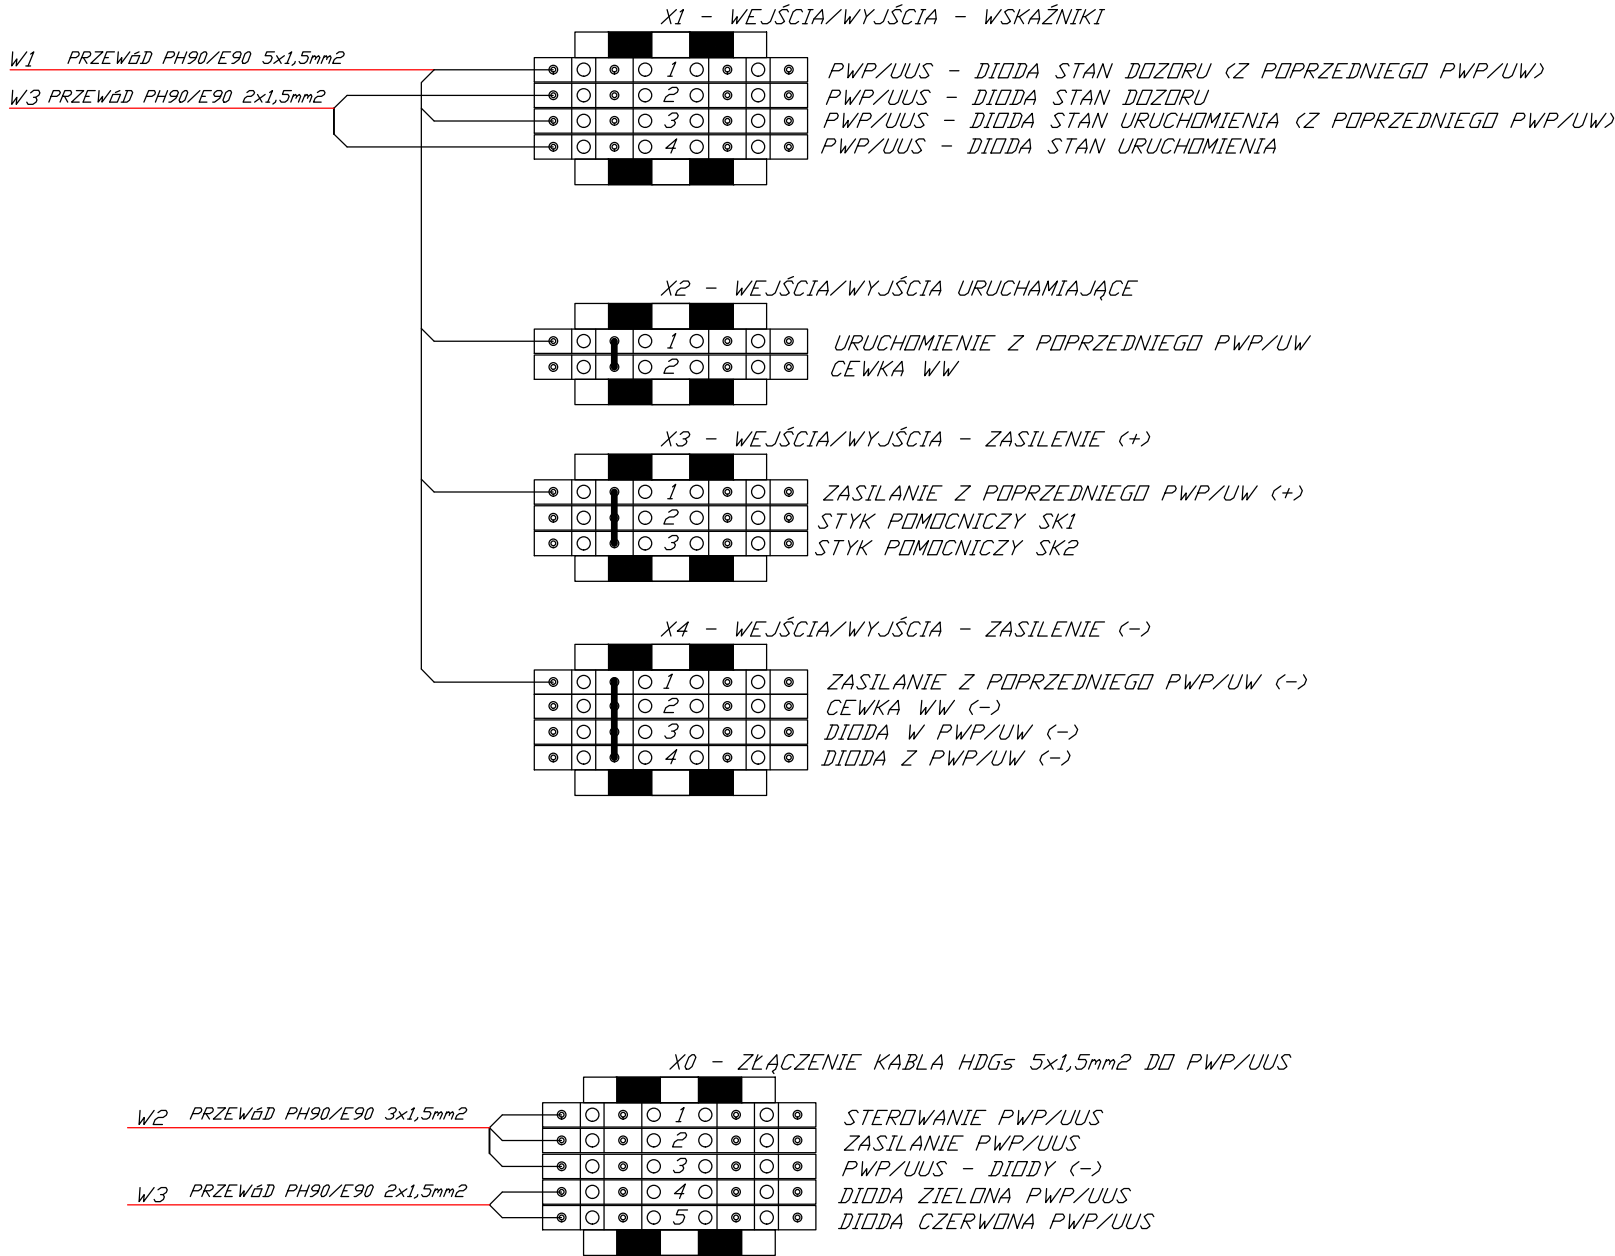 X1 - WEJŚCIA/WYJŚCIA - WSKAŹNIKI
W1 PRZEWÓD PH90/E90 5x1,5mm2
W3 PRZEWÓD PH90/E90 2x1,5mm2
1 PWP/UUS - DIODA STAN DOZORU (Z POPRZEDNIEGO PWP/UW)
2 PWP/UUS - DIODA STAN DOZORU
3 PWP/UUS - DIODA STAN URUCHOMIENIA (Z POPRZEDNIEGO PWP/UW)
4 PWP/UUS - DIODA STAN URUCHOMIENIA
X2 - WEJŚCIA/WYJŚCIA URUCHAMIAJĄCE
1 URUCHOMIENIE Z POPRZEDNIEGO PWP/UW
2 CEWKA WW
X3 - WEJŚCIA/WYJŚCIA - ZASILENIE (+)
1 ZASILANIE Z POPRZEDNIEGO PWP/UW (+)
2 STYK POMOCNICZY SK1
3 STYK POMOCNICZY SK2
X4 - WEJŚCIA/WYJŚCIA - ZASILENIE (-)
1 ZASILANIE Z POPRZEDNIEGO PWP/UW (-)
2 CEWKA WW (-)
3 DIODA W PWP/UW (-)
4 DIODA Z PWP/UW (-)
X0 - ZŁĄCZENIE KABLA HDGs 5x1,5mm2 DO PWP/UUS
W2 PRZEWÓD PH90/E90 3x1,5mm2
W3 PRZEWÓD PH90/E90 2x1,5mm2
1 STEROWANIE PWP/UUS
2 ZASILANIE PWP/UUS
3 PWP/UUS - DIODY (-)
4 DIODA ZIELONA PWP/UUS
5 DIODA CZERWONA PWP/UUS